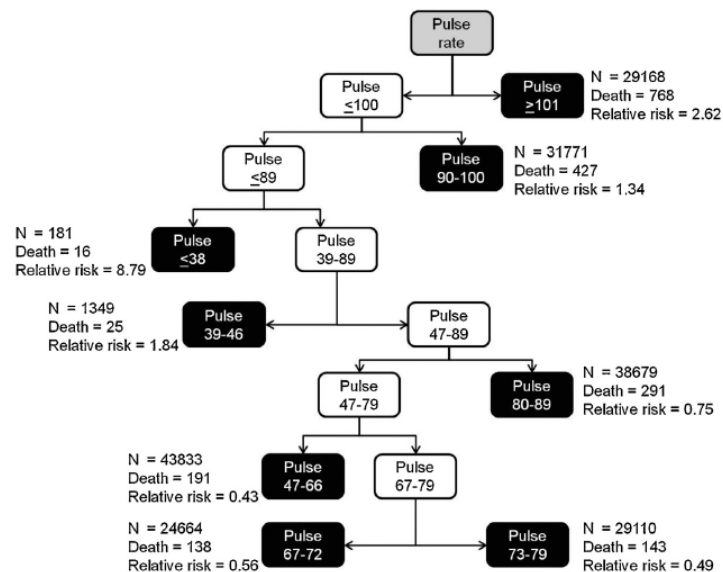 Pulse
rate
Pulse
≤100
Pulse
≥101
N = 29168
Death = 768
Relative risk = 2.62
Pulse
≤89
Pulse
90-100
N = 31771
Death = 427
Relative risk = 1.34
N = 181
Death = 16
Relative risk = 8.79
Pulse
≤38
Pulse
39-89
N = 1349
Death = 25
Relative risk = 1.84
Pulse
39-46
Pulse
47-89
Pulse
47-79
Pulse
80-89
N = 38679
Death = 291
Relative risk = 0.75
N = 43833
Death = 191
Relative risk = 0.43
Pulse
47-66
Pulse
67-79
N = 24664
Death = 138
Relative risk = 0.56
Pulse
67-72
Pulse
73-79
N = 29110
Death = 143
Relative risk = 0.49